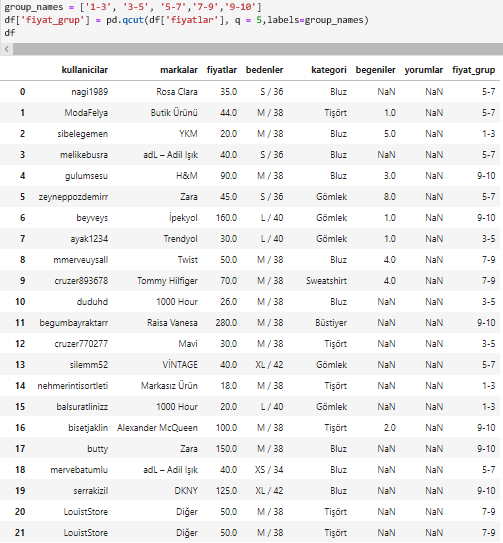 group_names = ['1-3', '3-5', '5-7','7-9','9-10']
df['fiyat_grup'] = pd.qcut(df['fiyatlar'], q = 5,labels=group_names)
df
kullanicilar markalar fiyatlar bedenler kategori begeniler yorumlar fiyat_grup
0 nagi1989 Rosa Clara 35.0 S / 36 Bluz NaN NaN 5-7
1 ModaFelya Butik Ürünü 44.0 M / 38 Tişört 1.0 NaN 5-7
2 sibelegemen YKM 20.0 M / 38 Bluz 5.0 NaN 1-3
3 melikebusra adL – Adil Işık 40.0 S / 36 Bluz NaN NaN 5-7
4 gulumsesu H&M 90.0 M / 38 Bluz 3.0 NaN 9-10
5 zeyneppozdemirr Zara 45.0 S / 36 Gömlek 8.0 NaN 5-7
6 beyveys İpekyol 160.0 L / 40 Gömlek 1.0 NaN 9-10
7 ayak1234 Trendyol 30.0 L / 40 Gömlek 1.0 NaN 3-5
8 mmerveuysall Twist 50.0 M / 38 Bluz 4.0 NaN 7-9
9 cruzer893678 Tommy Hilfiger 70.0 M / 38 Sweatshirt 4.0 NaN 7-9
10 duduhd 1000 Hour 26.0 M / 38 Bluz NaN NaN 3-5
11 begumbayraktarr Raisa Vanesa 280.0 M / 38 Büstiyer NaN NaN 9-10
12 cruzer770277 Mavi 30.0 M / 38 Tişört NaN NaN 3-5
13 silemm52 VİNTAGE 40.0 XL / 42 Gömlek NaN NaN 5-7
14 nehmerintisortleti Markasız Ürün 18.0 M / 38 Tişört NaN NaN 1-3
15 balsuratlinizz 1000 Hour 20.0 L / 40 Gömlek NaN NaN 1-3
16 bisetjaklin Alexander McQueen 100.0 M / 38 Tişört 2.0 NaN 9-10
17 butty Zara 150.0 M / 38 Bluz NaN NaN 9-10
18 mervebatumlu adL – Adil Işık 40.0 XS / 34 Bluz NaN NaN 5-7
19 serrakizil DKNY 125.0 XL / 42 Bluz NaN NaN 9-10
20 LouistStore Diğer 50.0 M / 38 Tişört NaN NaN 7-9
21 LouistStore Diğer 50.0 M / 38 Tişört NaN NaN 7-9